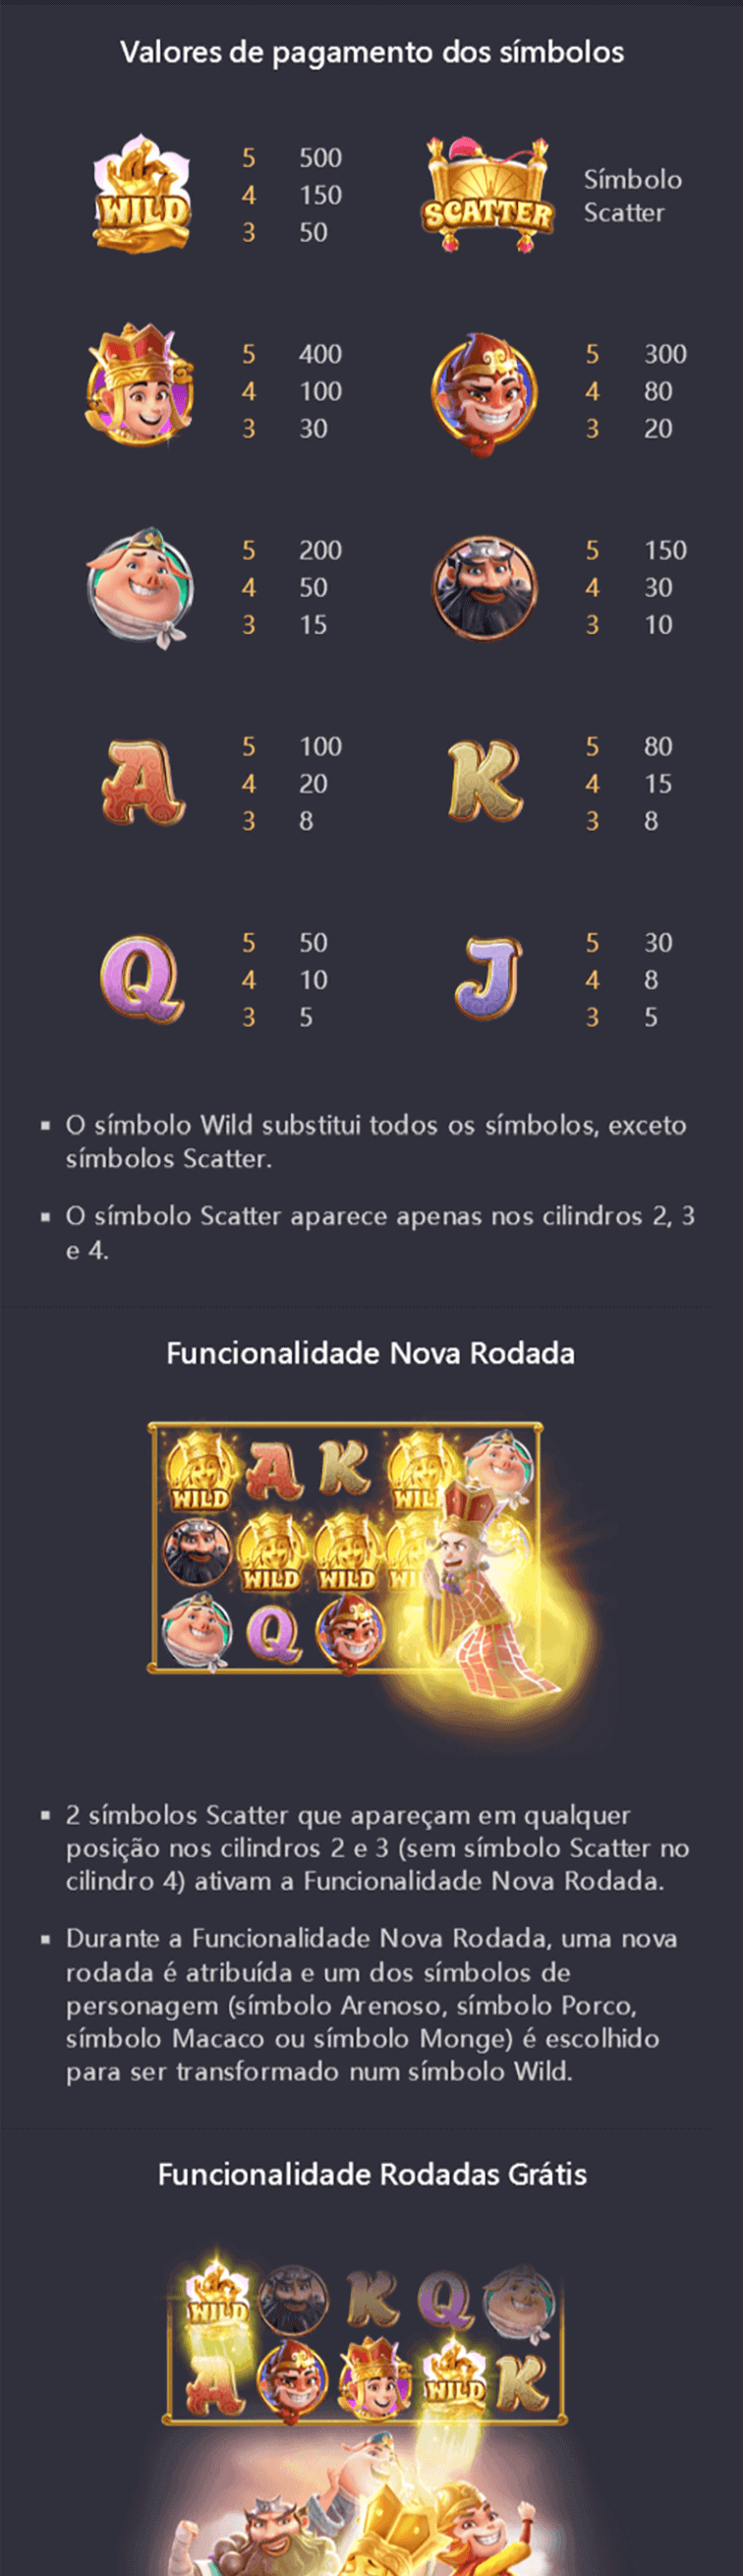 Valores de pagamento dos símbolos
WILD
5 500
4 150
3 50
SCATTER
Símbolo
Scatter
5 400
4 100
3 30
5 300
4 80
3 20
5 200
4 50
3 15
5 150
4 30
3 10
A
5 100
4 20
3 8
K
5 80
4 15
3 8
Q
5 50
4 10
3 5
J
5 30
4 8
3 5
▪ O símbolo Wild substitui todos os símbolos, exceto
símbolos Scatter.
▪ O símbolo Scatter aparece apenas nos cilindros 2, 3
e 4.
Funcionalidade Nova Rodada
A K
WILD WILD
WILD WILD WILD
Q
▪ 2 símbolos Scatter que apareçam em qualquer
posição nos cilindros 2 e 3 (sem símbolo Scatter no
cilindro 4) ativam a Funcionalidade Nova Rodada.
▪ Durante a Funcionalidade Nova Rodada, uma nova
rodada é atribuída e um dos símbolos de
personagem (símbolo Arenoso, símbolo Porco,
símbolo Macaco ou símbolo Monge) é escolhido
para ser transformado num símbolo Wild.
Funcionalidade Rodadas Grátis
WILD K Q
A WILD K